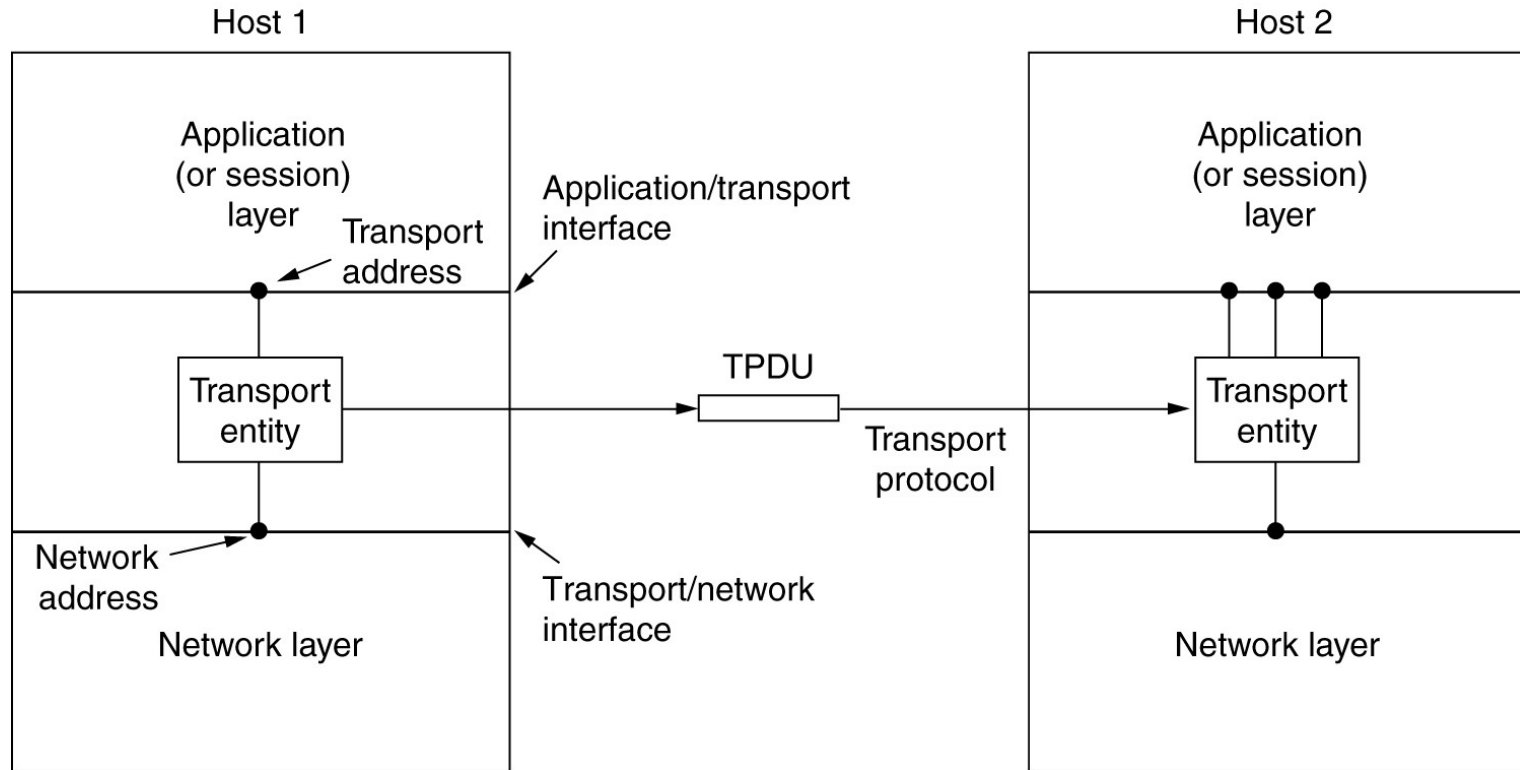 Host 1
Host 2
Application
(or session)
layer
Transport
address
Application/transport
interface
Application
(or session)
layer
Transport
entity
TPDU
Transport
protocol
Transport
entity
Network
address
Transport/network
interface
Network layer
Network layer